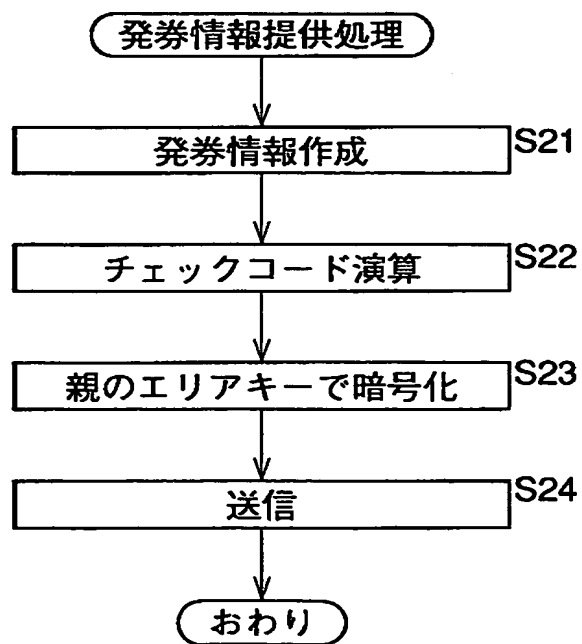 発券情報提供処理
発券情報作成 S21
チェックコード演算 S22
親のエリアキーで暗号化 S23
送信 S24
おわり